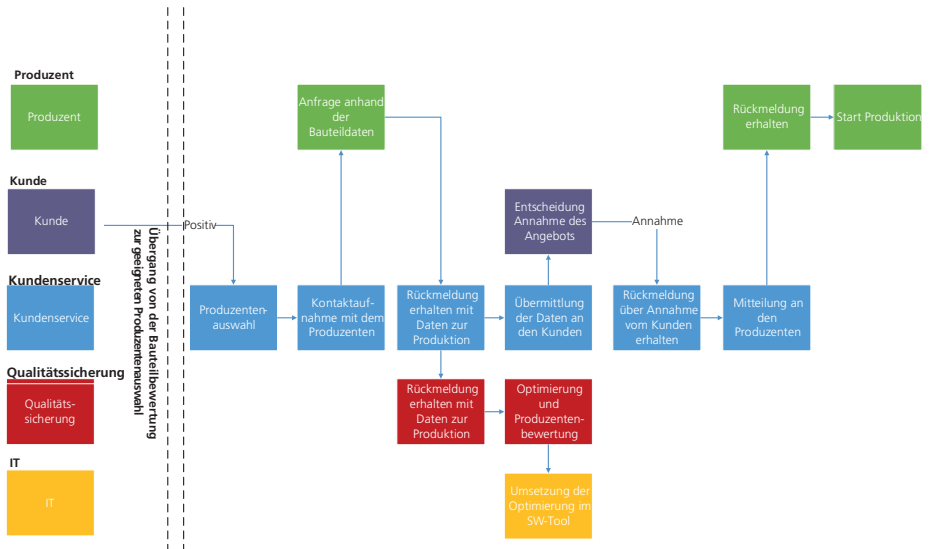 Produzent
Produzent
Anfrage anhand
der
Bauteildaten
Rückmeldung
erhalten
Start Produktion
Kunde
Kunde
Positiv
Entscheidung
Annahme des
Angebots
Annahme
Übergang von der Bauteilbewertung
zur geeigneten Produzentenauswahl
Kundenservice
Kundenservice
Produzenten-
auswahl
Kontaktauf-
nahme mit dem
Produzenten
Rückmeldung
erhalten mit
Daten zur
Produktion
Übermittlung
der Daten an
den Kunden
Rückmeldung
über Annahme
vom Kunden
erhalten
Mitteilung an
den
Produzenten
Qualitätssicherung
Qualitäts-
sicherung
Rückmeldung
erhalten mit
Daten zur
Produktion
Optimierung
und
Produzenten-
bewertung
IT
IT
Umsetzung der
Optimierung im
SW-Tool